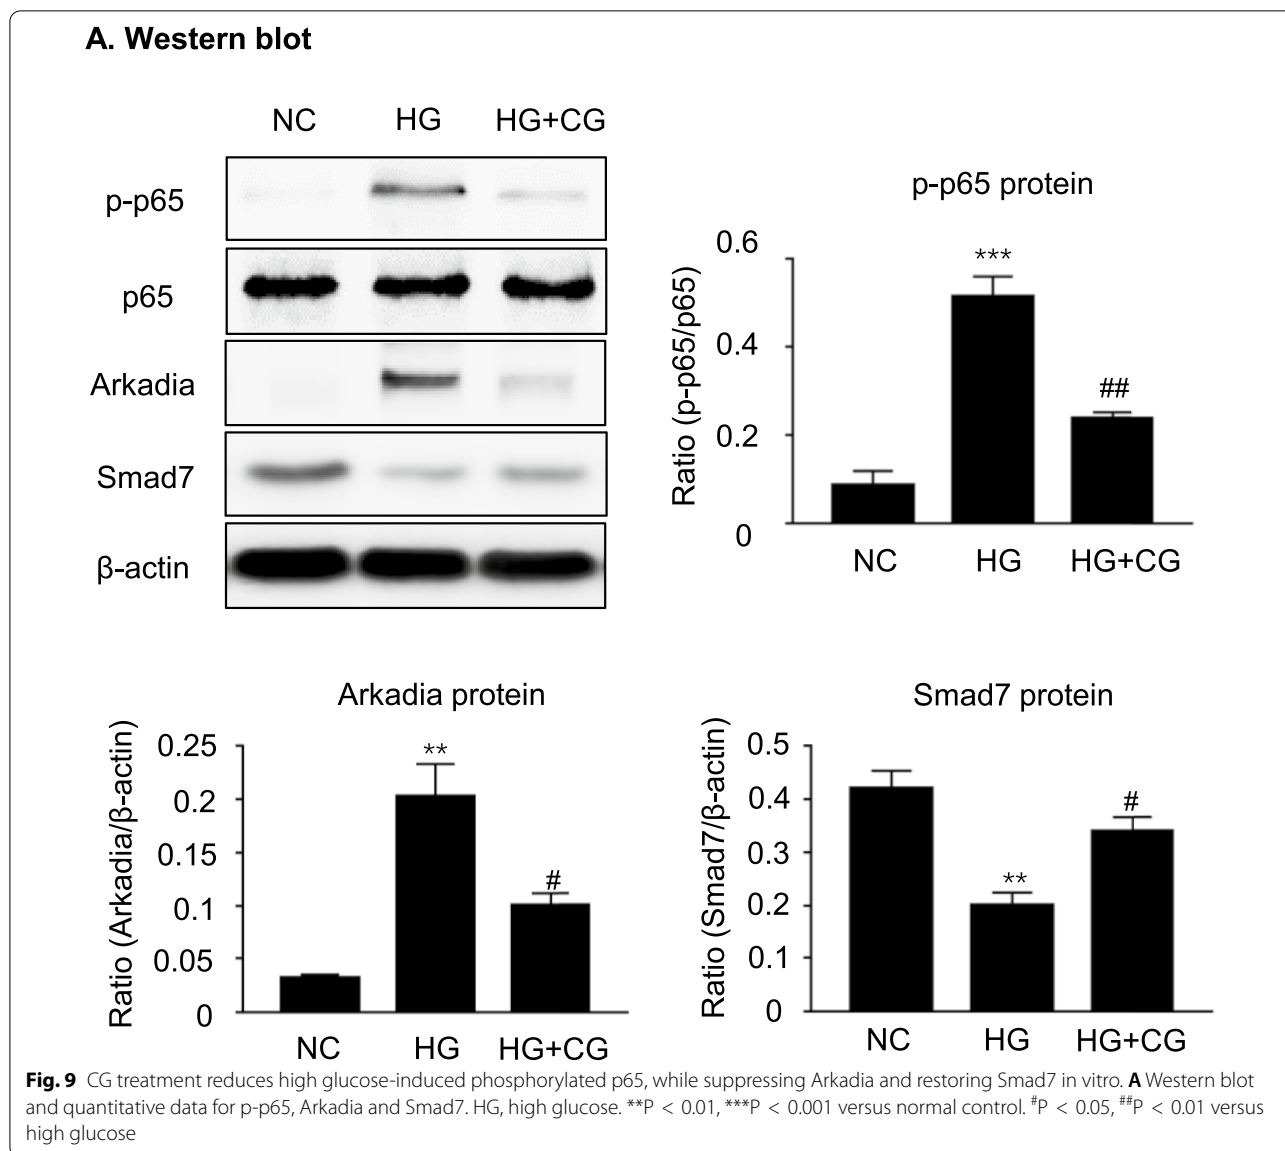 A. Western blot
NC HG HG+CG
p-p65
p65
Arkadia
Smad7
β-actin
p-p65 protein
Ratio (p-p65/p65)
0.6
0.4
0.2
0
***
##
NC HG HG+CG
Arkadia protein
Ratio (Arkadia/β-actin)
0.25
0.2
0.15
0.1
0.05
0
**
#
NC HG HG+CG
Smad7 protein
Ratio (Smad7/β-actin)
0.5
0.4
0.3
0.2
0.1
0
**
#
NC HG HG+CG
Fig. 9 CG treatment reduces high glucose-induced phosphorylated p65, while suppressing Arkadia and restoring Smad7 in vitro. A Western blot
and quantitative data for p-p65, Arkadia and Smad7. HG, high glucose. **P < 0.01, ***P < 0.001 versus normal control. #P < 0.05, ##P < 0.01 versus
high glucose